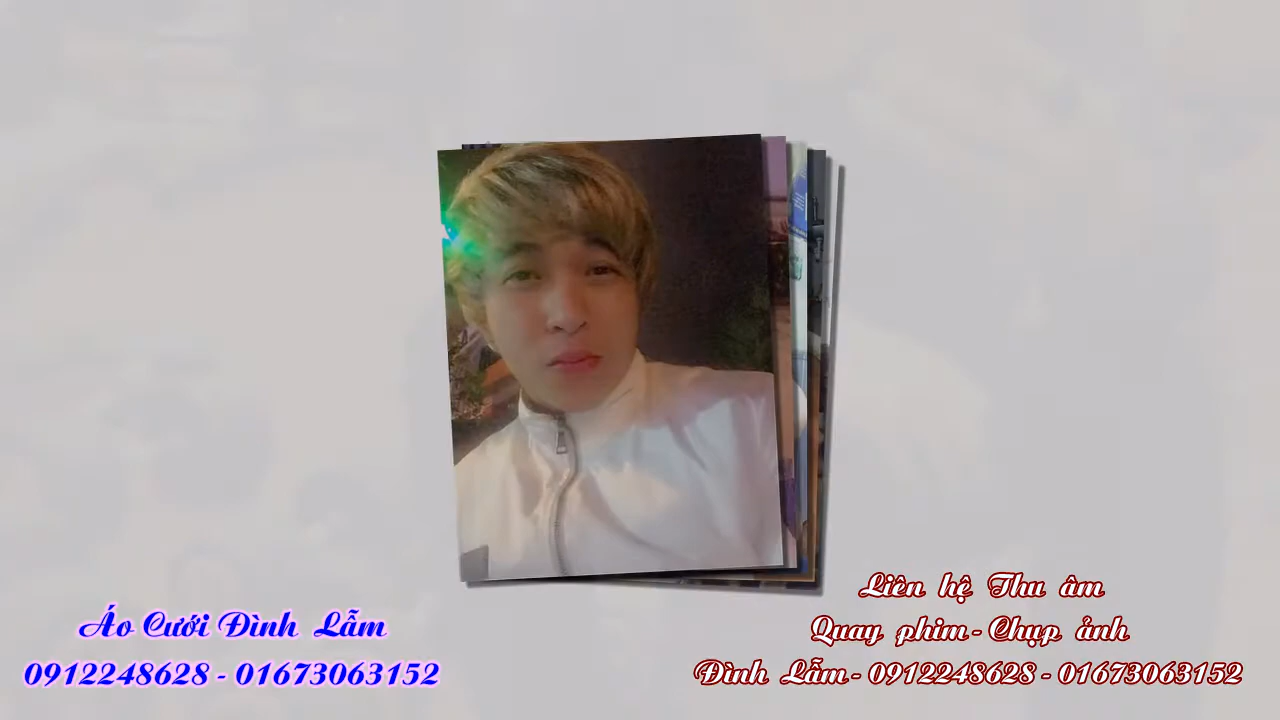 Áo Cưới Đình Lẫm
0912248628 - 01673063152
Liên hệ Thu âm
Quay phim - Chụp ảnh
Đình Lẫm - 0912248628 - 01673063152